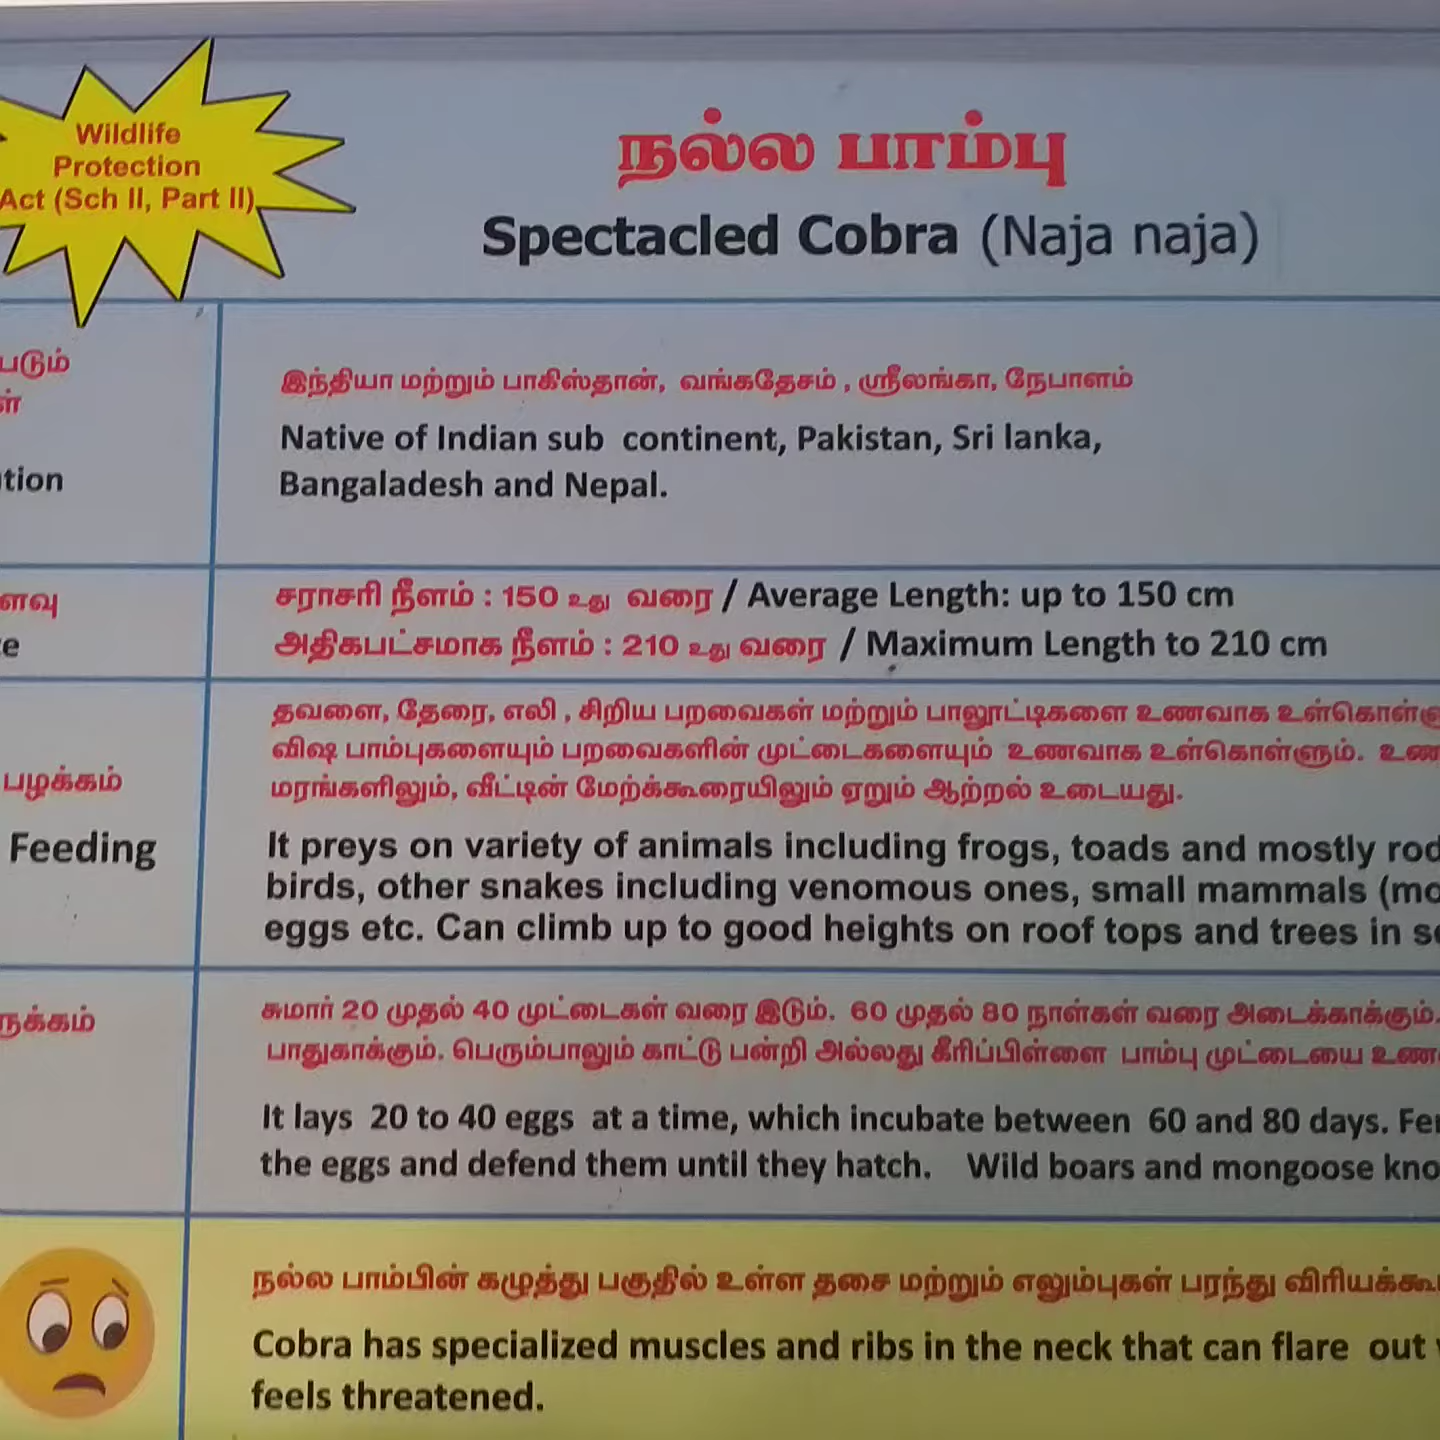 Wildlife
Protection
Act (Sch II, Part II)
நல்ல பாம்பு
Spectacled Cobra (Naja naja)
இந்தியா மற்றும் பாகிஸ்தான், வங்கதேசம் , ஸ்ரீலங்கா, நேபாளம்
Native of Indian sub continent, Pakistan, Sri lanka,
Bangaladesh and Nepal.
சராசரி நீளம் : 150 உது வரை / Average Length: up to 150 cm
அதிகபட்சமாக நீளம் : 210 உது வரை / Maximum Length to 210 cm
பழக்கம்
Feeding
தவளை, தேரை, எலி , சிறிய பறவைகள் மற்றும் பாலூட்டிகளை உணவாக
விஷ பாம்புகளையும் பறவைகளின் முட்டைகளையும் உணவாக உள்கொள்ளும்.
மரங்களிலும், வீட்டின் மேற்க்கூரையிலும் ஏறும் ஆற்றல் உடையது.
It preys on variety of animals including frogs, toads and mostly
birds, other snakes including venomous ones, small mammals
eggs etc. Can climb up to good heights on roof tops and trees in
சுமார் 20 முதல் 40 முட்டைகள் வரை இடும். 60 முதல் 80 நாள்கள் வரை அடைக்காக்கும்.
பாதுகாக்கும். பெரும்பாலும் காட்டு பன்றி அல்லது கீரிப்பிள்ளை பாம்பு முட்டையை
It lays 20 to 40 eggs at a time, which incubate between 60 and 80 days.
the eggs and defend them until they hatch. Wild boars and mongoose
நல்ல பாம்பின் கழுத்து பகுதில் உள்ள தசை மற்றும் எலும்புகள் பரந்து
Cobra has specialized muscles and ribs in the neck that can flare out
feels threatened.